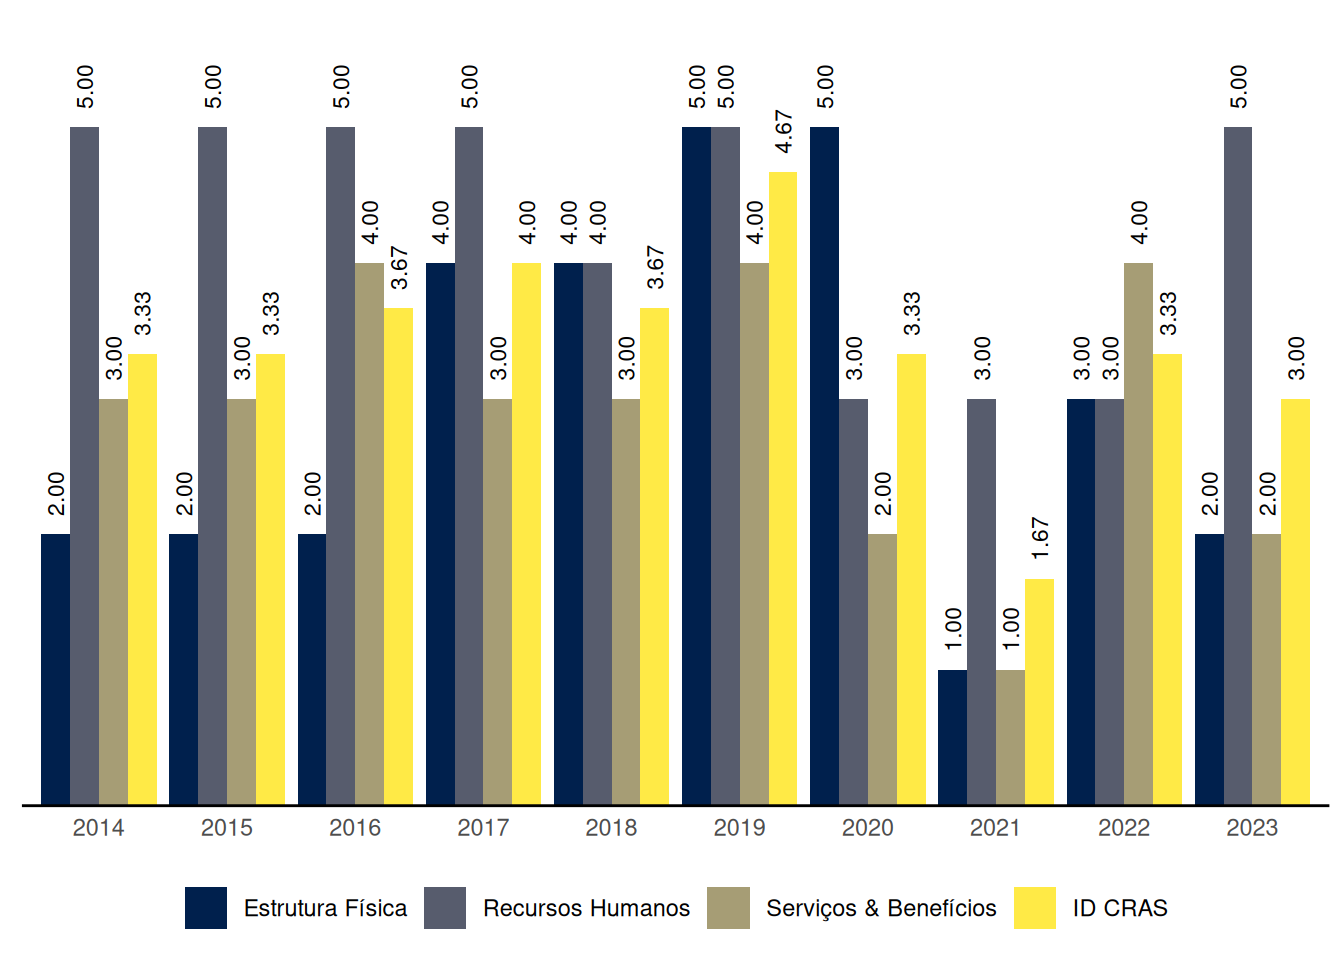 5.00 5.00 5.00 5.00 5.00 5.00 5.00 5.00
4.67
4.00 4.00 4.00 4.00 4.00 4.00 4.00
3.67 3.67
3.33 3.33 3.33 3.33
3.00 3.00 3.00 3.00 3.00 3.00 3.00 3.00 3.00
2.00 2.00 2.00 2.00 2.00 2.00
1.67
1.00 1.00
2014 2015 2016 2017 2018 2019 2020 2021 2022 2023
Estrutura Física Recursos Humanos Serviços & Benefícios ID CRAS